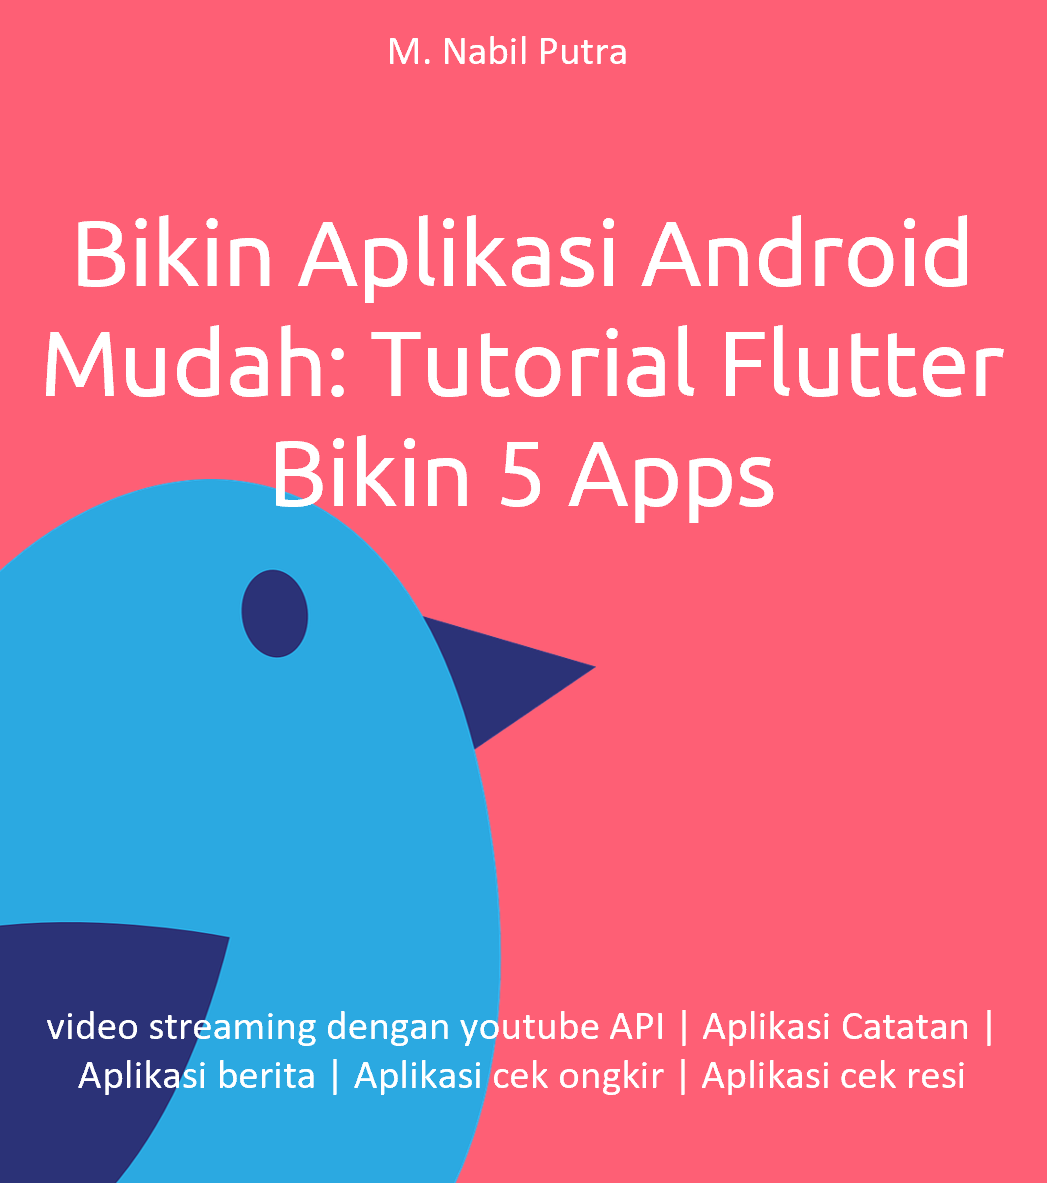 M. Nabil Putra
Bikin Aplikasi Android
Mudah: Tutorial Flutter
Bikin 5 Apps
video streaming dengan youtube API | Aplikasi Catatan |
Aplikasi berita | Aplikasi cek ongkir | Aplikasi cek resi